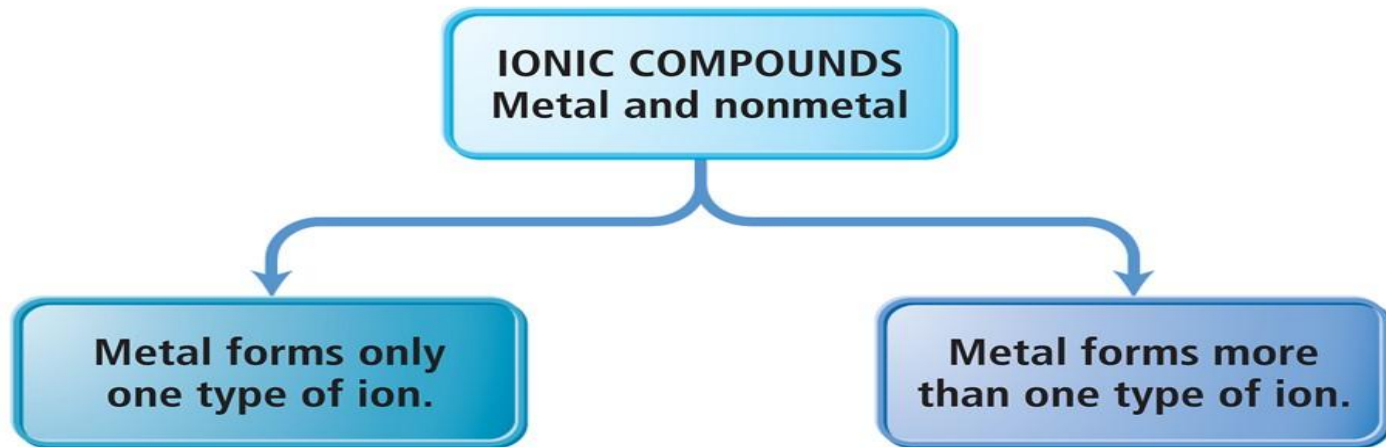 IONIC COMPOUNDS
Metal and nonmetal
Metal forms only
one type of ion.
Metal forms more
than one type of ion.